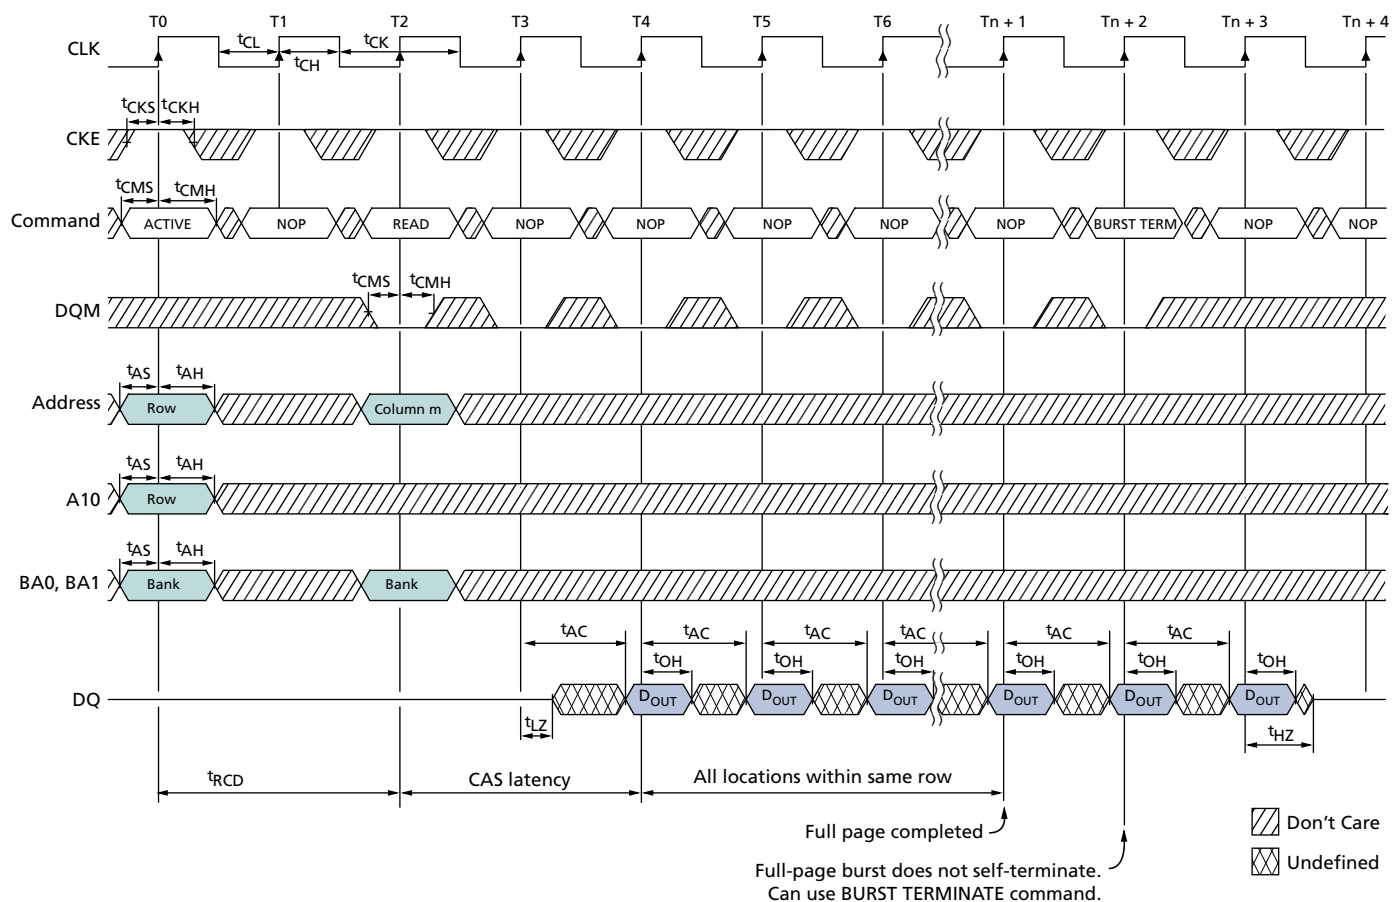 T0 T1 T2 T3 T4 T5 T6 Tn + 1 Tn + 2 Tn + 3 Tn + 4
CLK
tCL tCK
tCH
tCKS tCKH
CKE
tCMS tCMH
Command ACTIVE NOP READ NOP NOP NOP NOP NOP BURST TERM NOP NOP
tCMS tCMH
DQM
tAS tAH
Address Row Column m
tAS tAH
A10 Row
tAS tAH
BA0, BA1 Bank Bank
tAC tAC tAC tAC tAC tAC
tOH tOH tOH tOH tOH tOH
DQ DOUT DOUT DOUT DOUT DOUT DOUT
tLZ tHZ
tRCD CAS latency All locations within same row
Full page completed
Don't Care
Undefined
Full-page burst does not self-terminate.
Can use BURST TERMINATE command.